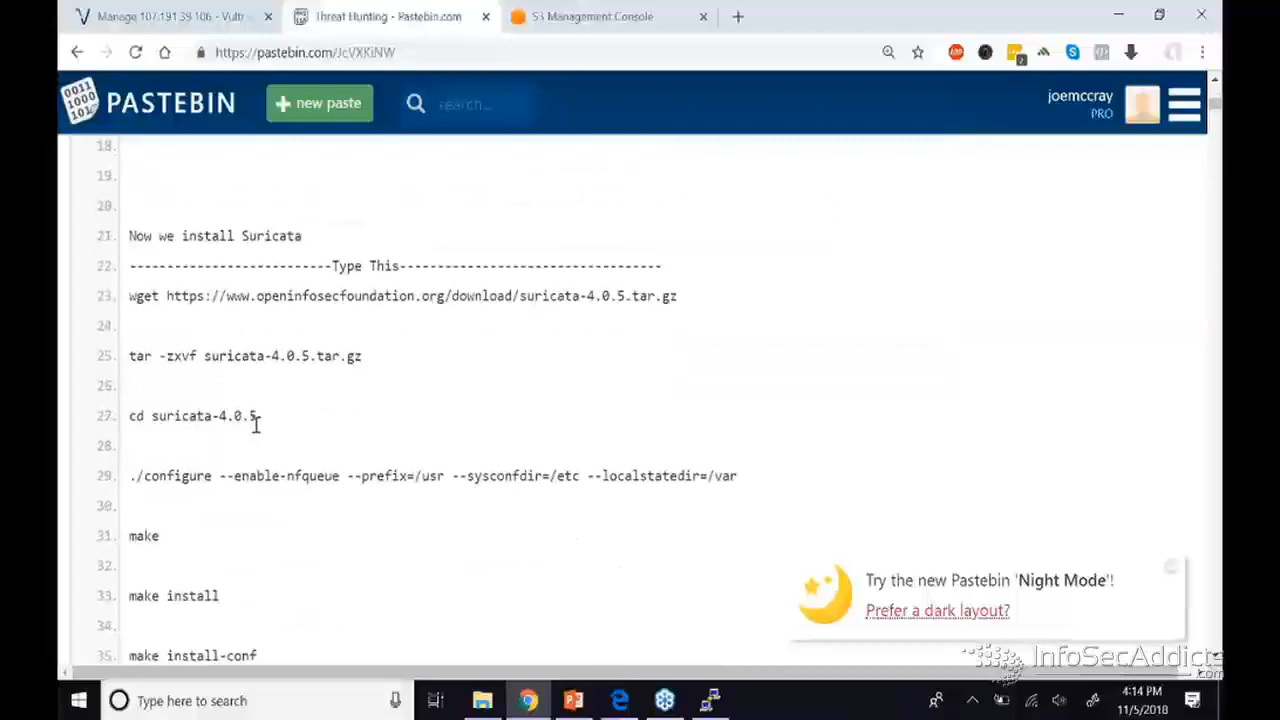 Manage 107.191.39.106 - Vultr
Threat Hunting - Pastebin.com
S3 Management Console
https://pastebin.com/JcVXKiNW
0011
1000
101
PASTEBIN
+ new paste
search...
joemccray
PRO
18.
19.
20.
21. Now we install Suricata
22. ---------------------------Type This-----------------------------------
23. wget https://www.openinfosecfoundation.org/download/suricata-4.0.5.tar.gz
24.
25. tar -zxvf suricata-4.0.5.tar.gz
26.
27. cd suricata-4.0.5
28.
29. ./configure --enable-nfqueue --prefix=/usr --sysconfdir=/etc --localstatedir=/var
30.
31. make
32.
33. make install
34.
35. make install-conf
Try the new Pastebin 'Night Mode'!
Prefer a dark layout?
InfoSecAddicts
.com
Type here to search
4:14 PM
11/5/2018